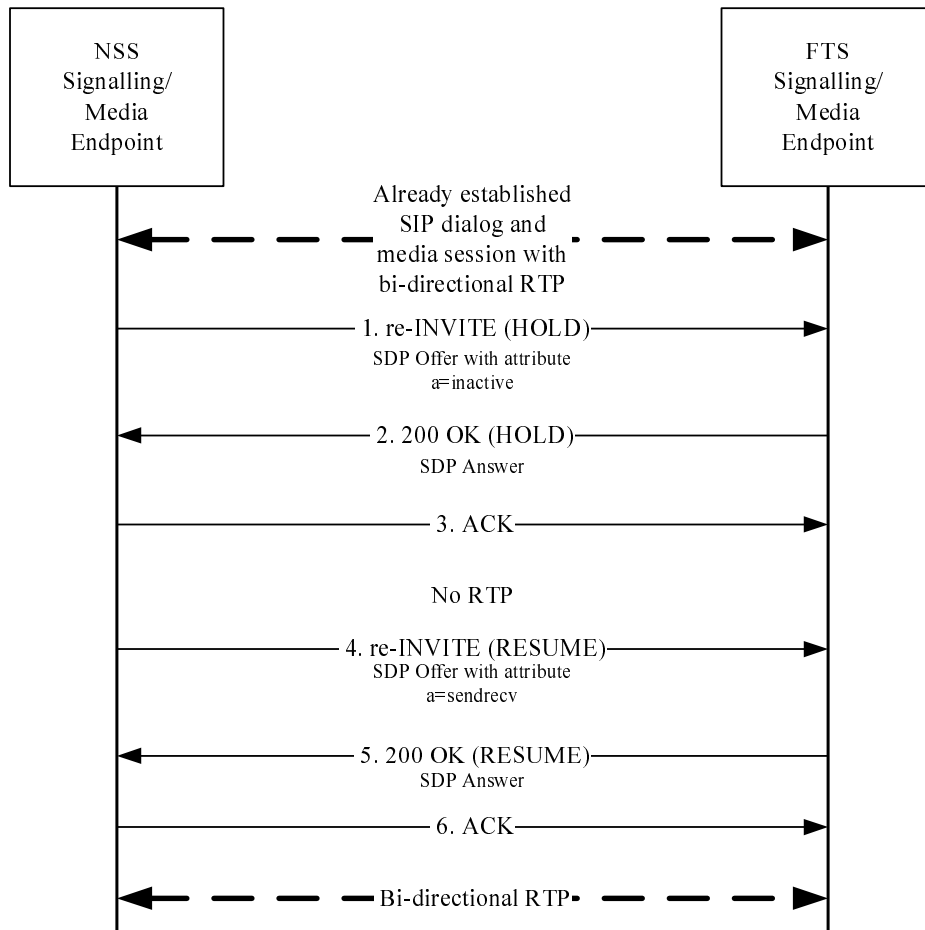 NSS
Signalling/
Media
Endpoint
FTS
Signalling/
Media
Endpoint
Already established
SIP dialog and
media session with
bi-directional RTP
1. re-INVITE (HOLD)
SDP Offer with attribute
a=inactive
2. 200 OK (HOLD)
SDP Answer
3. ACK
No RTP
4. re-INVITE (RESUME)
SDP Offer with attribute
a=sendrecv
5. 200 OK (RESUME)
SDP Answer
6. ACK
Bi-directional RTP